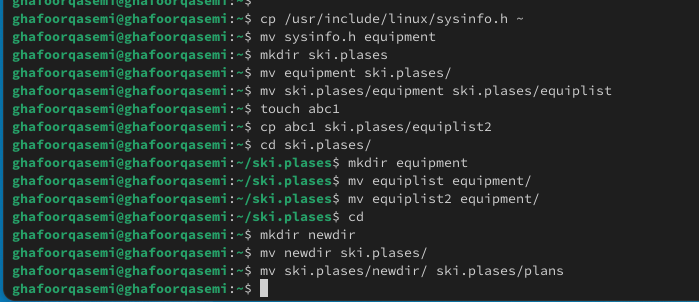 ghafoorqasemi@ghafoorqasemi:~$
ghafoorqasemi@ghafoorqasemi:~$ cp /usr/include/linux/sysinfo.h ~
ghafoorqasemi@ghafoorqasemi:~$ mv sysinfo.h equipment
ghafoorqasemi@ghafoorqasemi:~$ mkdir ski.plases
ghafoorqasemi@ghafoorqasemi:~$ mv equipment ski.plases/
ghafoorqasemi@ghafoorqasemi:~$ mv ski.plases/equipment ski.plases/equiplist
ghafoorqasemi@ghafoorqasemi:~$ touch abc1
ghafoorqasemi@ghafoorqasemi:~$ cp abc1 ski.plases/equiplist2
ghafoorqasemi@ghafoorqasemi:~$ cd ski.plases/
ghafoorqasemi@ghafoorqasemi:~/ski.plases$ mkdir equipment
ghafoorqasemi@ghafoorqasemi:~/ski.plases$ mv equiplist equipment/
ghafoorqasemi@ghafoorqasemi:~/ski.plases$ mv equiplist2 equipment/
ghafoorqasemi@ghafoorqasemi:~/ski.plases$ cd
ghafoorqasemi@ghafoorqasemi:~$ mkdir newdir
ghafoorqasemi@ghafoorqasemi:~$ mv newdir ski.plases/
ghafoorqasemi@ghafoorqasemi:~$ mv ski.plases/newdir/ ski.plases/plans
ghafoorqasemi@ghafoorqasemi:~$